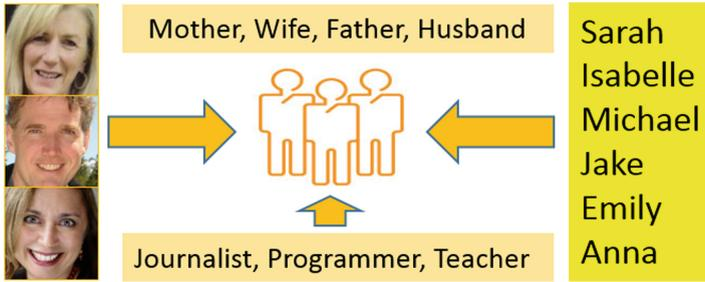 Mother, Wife, Father, Husband
Sarah
Isabelle
Michael
Jake
Emily
Anna
Journalist, Programmer, Teacher